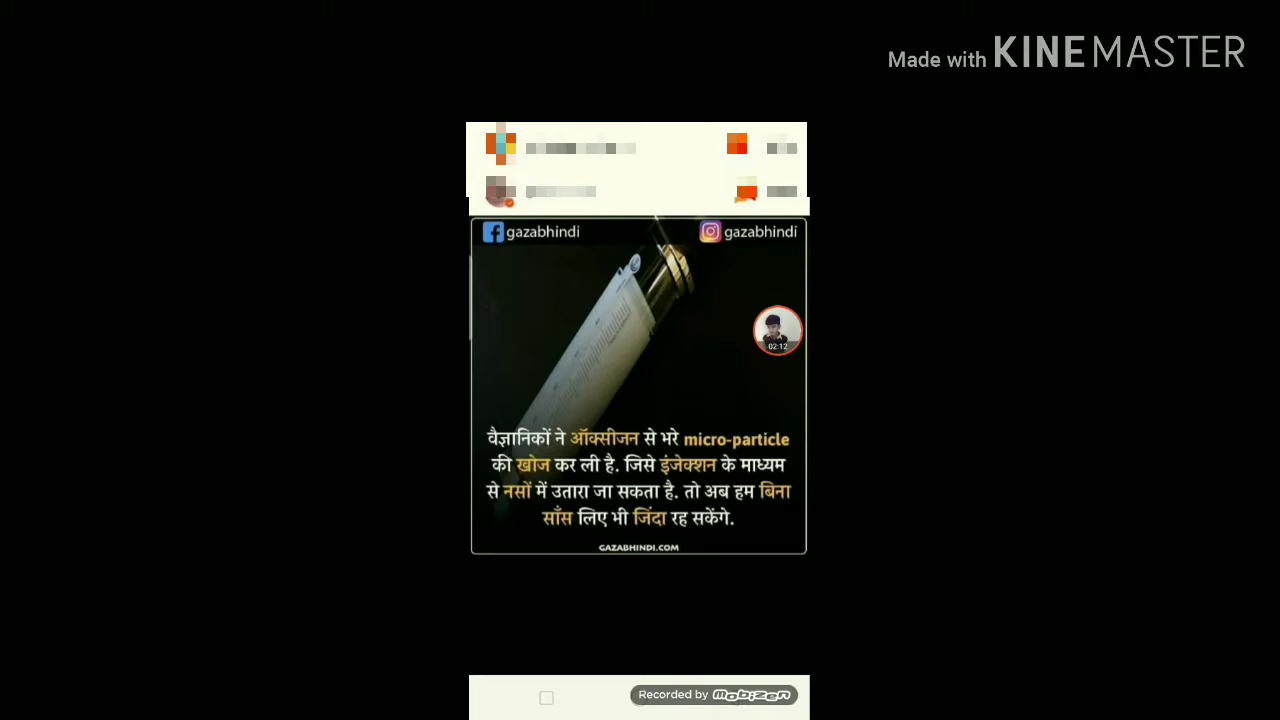 Made with KINEMASTER
gazabhindi
gazabhindi
02:12
वैज्ञानिकों ने ऑक्सीजन से भरे micro-particle
की खोज कर ली है. जिसे इंजेक्शन के माध्यम
से नसों में उतारा जा सकता है. तो अब हम बिना
साँस लिए भी जिंदा रह सकेंगे.
GAZABHINDI.COM
Recorded by mobizen